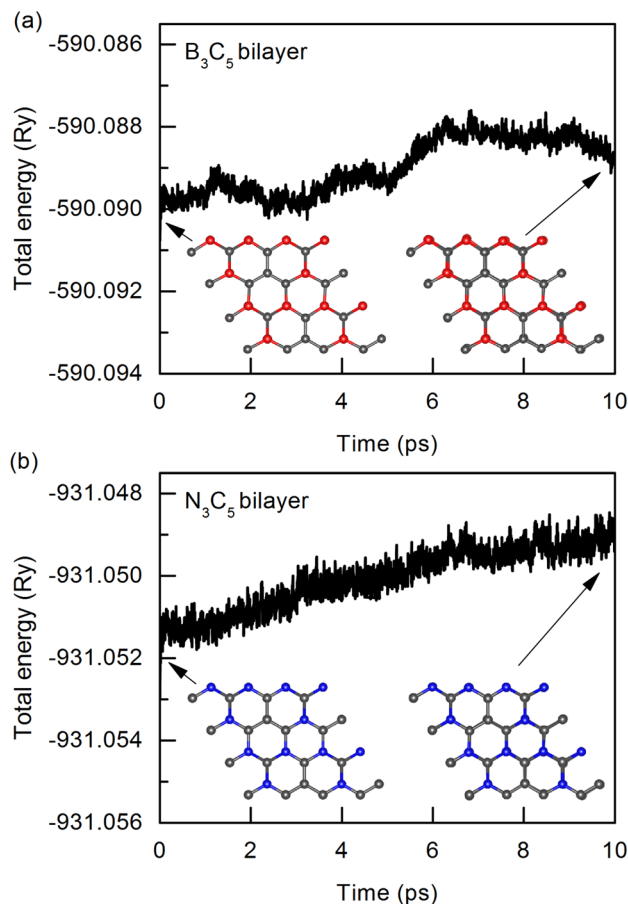 (a)
B₃C₅ bilayer
Total energy (Ry)
-590.086
-590.088
-590.090
-590.092
-590.094
0 2 4 6 8 10
Time (ps)
(b)
N₃C₅ bilayer
Total energy (Ry)
-931.048
-931.050
-931.052
-931.054
-931.056
0 2 4 6 8 10
Time (ps)